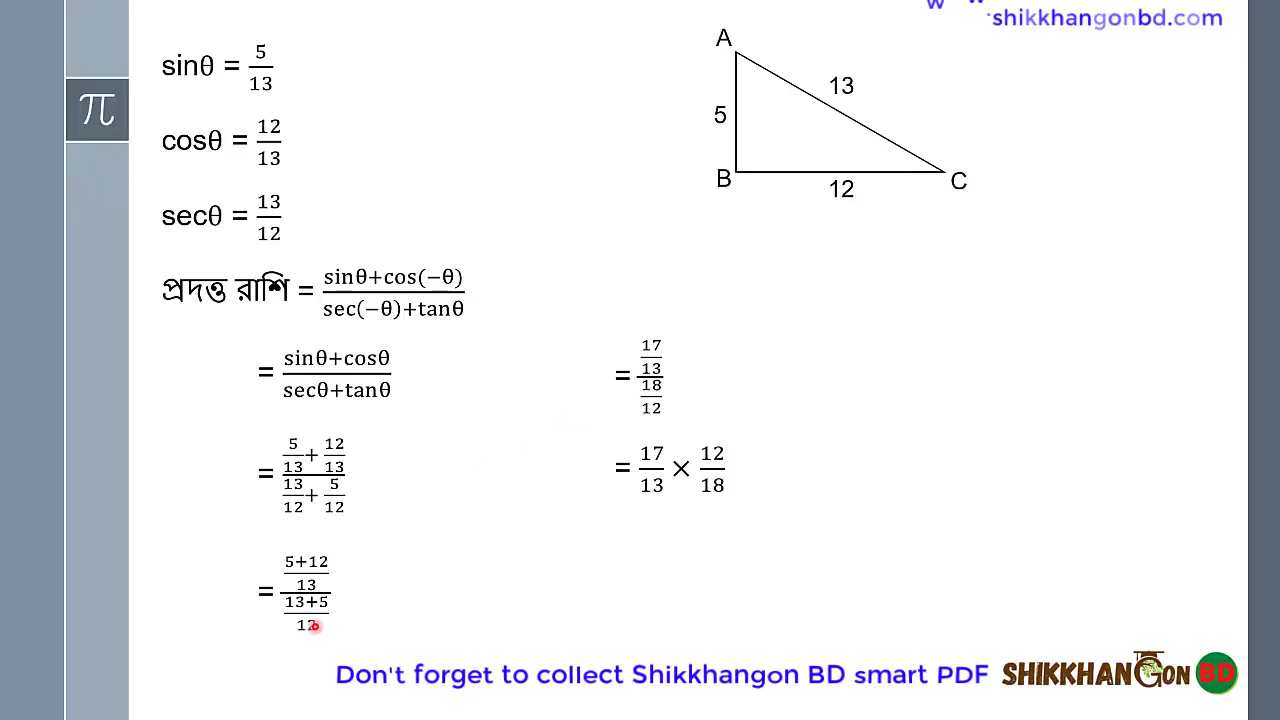 shikkhangonbd.com
π
sinθ = 5/13
cosθ = 12/13
secθ = 13/12
A
13
5
B
12
C
প্রদত্ত রাশি = (sinθ+cos(−θ))/(sec(−θ)+tanθ)
= (sinθ+cosθ)/(secθ+tanθ)
= (5/13 + 12/13)/(13/12 + 5/12)
= ((5+12)/13)/((13+5)/12)
= (17/13)/(18/12)
= 17/13 × 12/18
Don't forget to collect Shikkhangon BD smart PDF
SHIKKHANGON BD